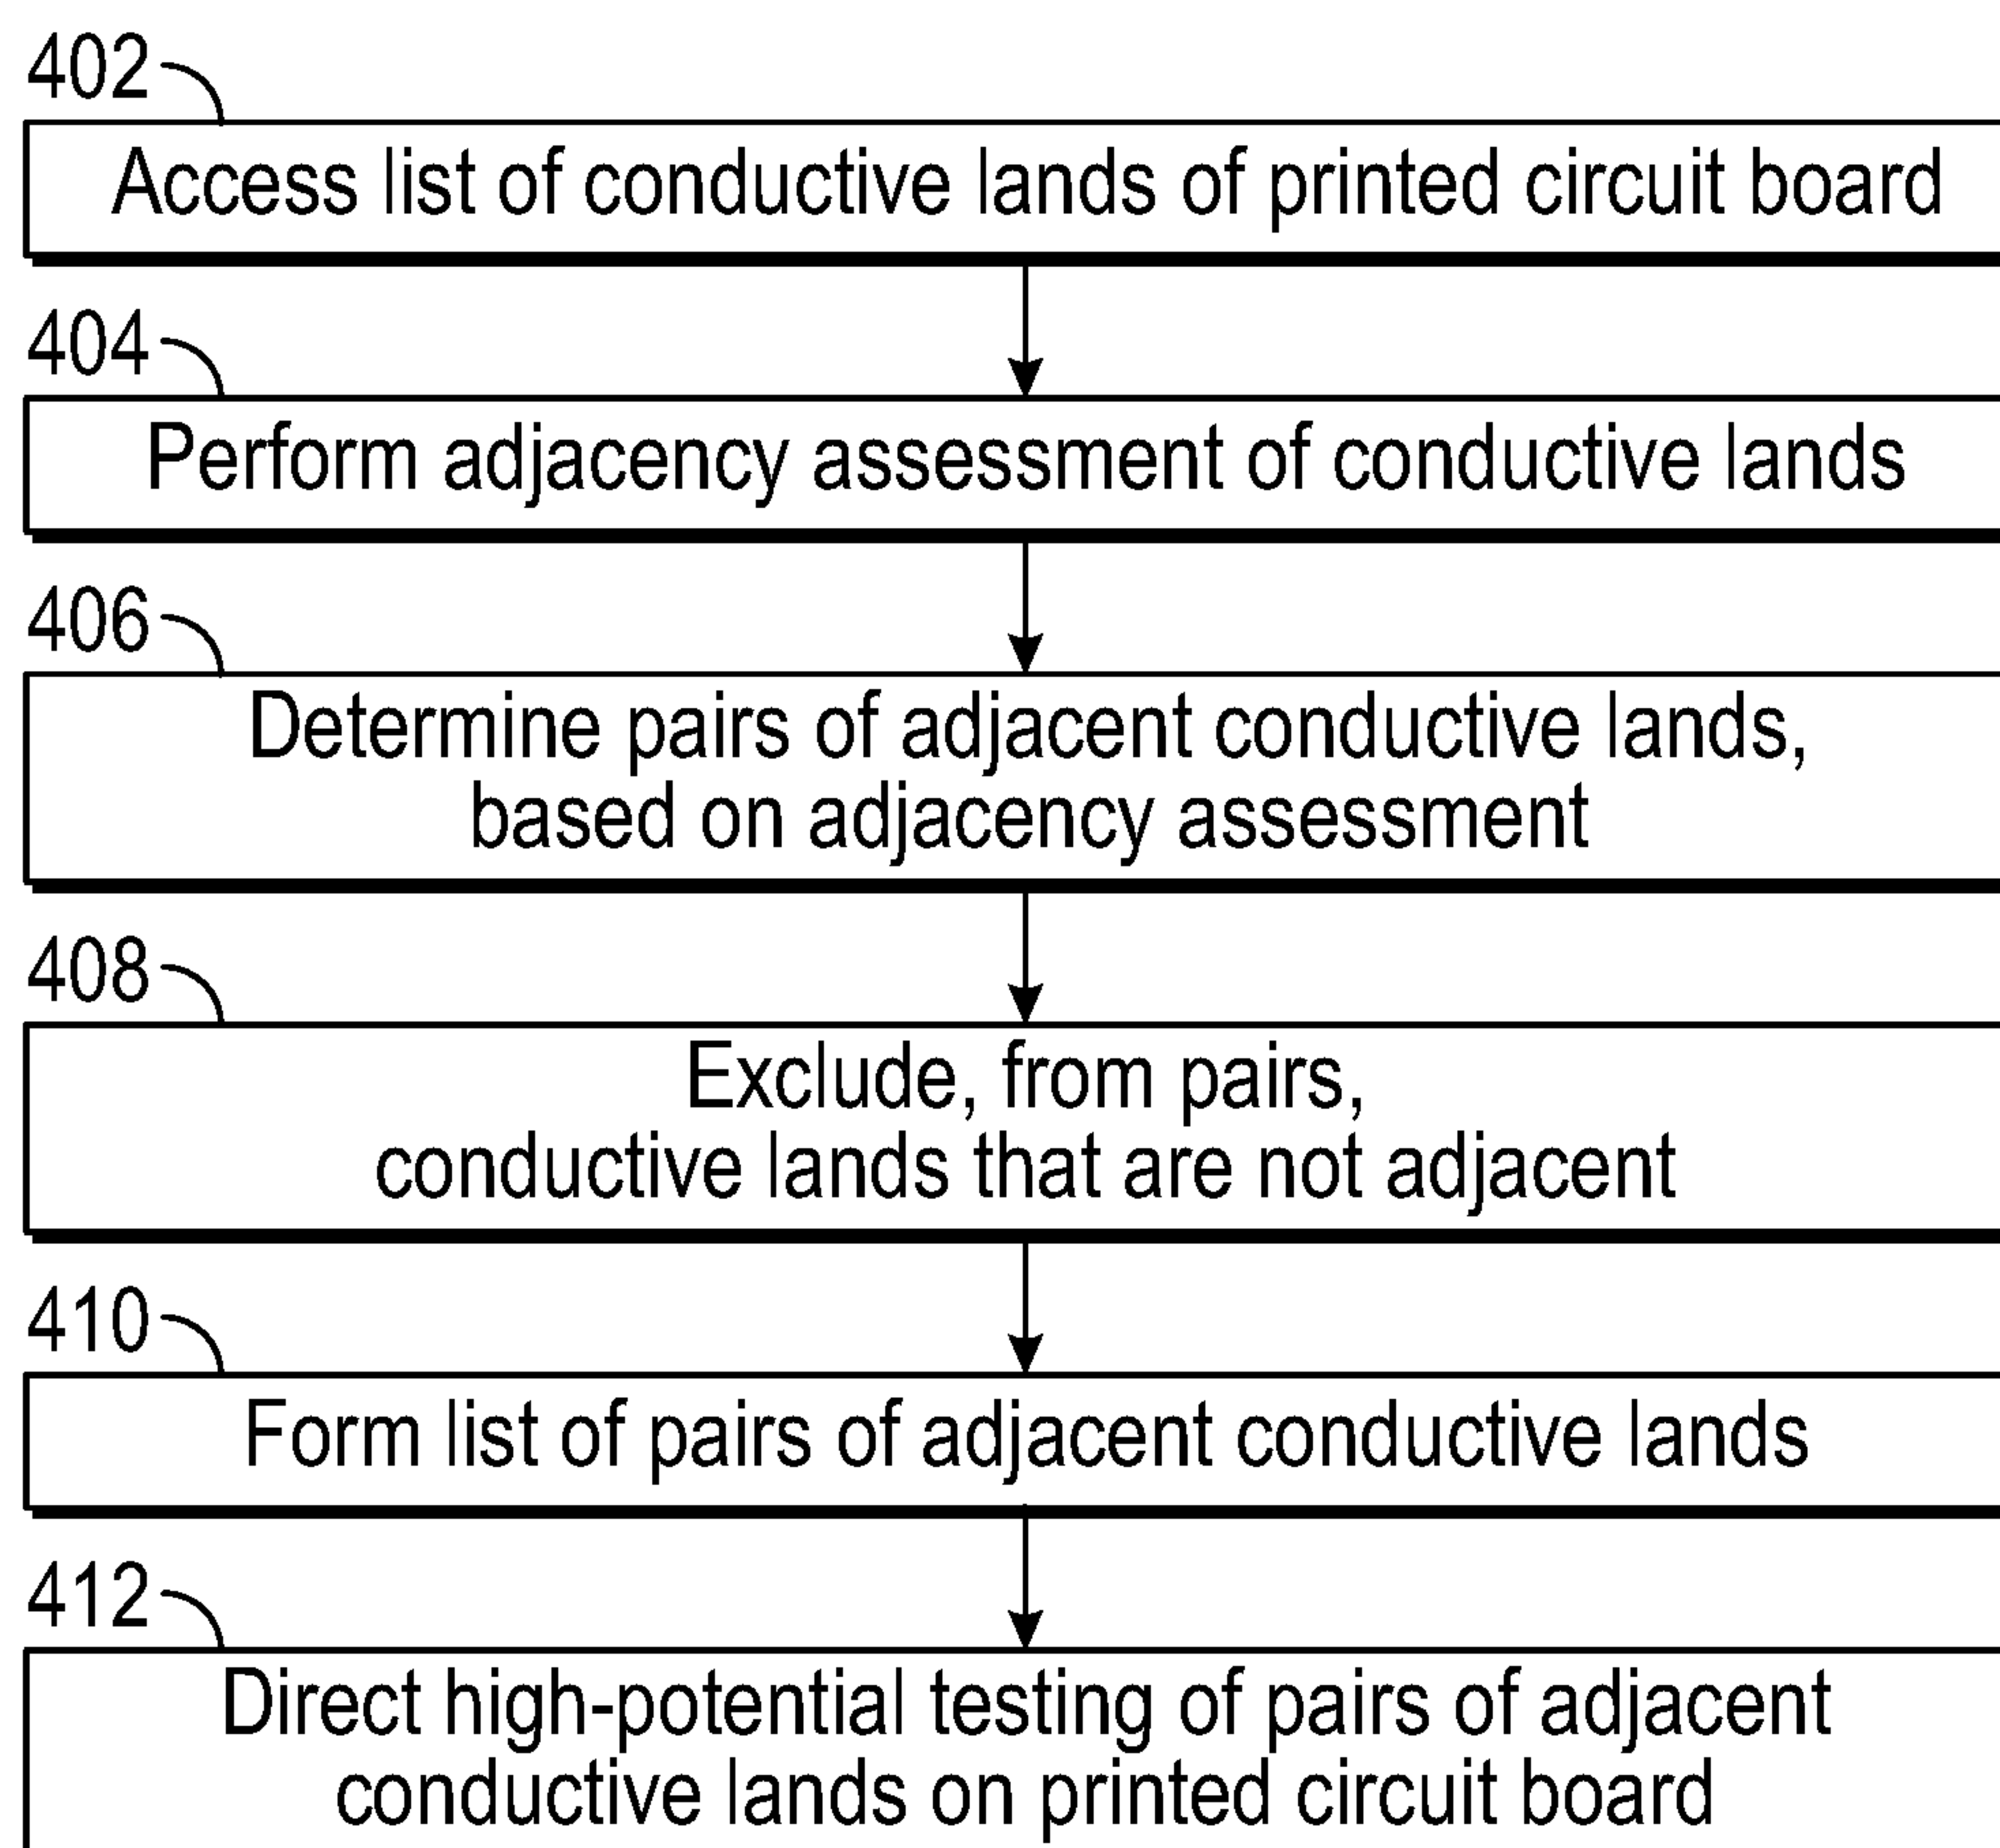 402
Access list of conductive lands of printed circuit board
404
Perform adjacency assessment of conductive lands
406
Determine pairs of adjacent conductive lands,
based on adjacency assessment
408
Exclude, from pairs,
conductive lands that are not adjacent
410
Form list of pairs of adjacent conductive lands
412
Direct high-potential testing of pairs of adjacent
conductive lands on printed circuit board